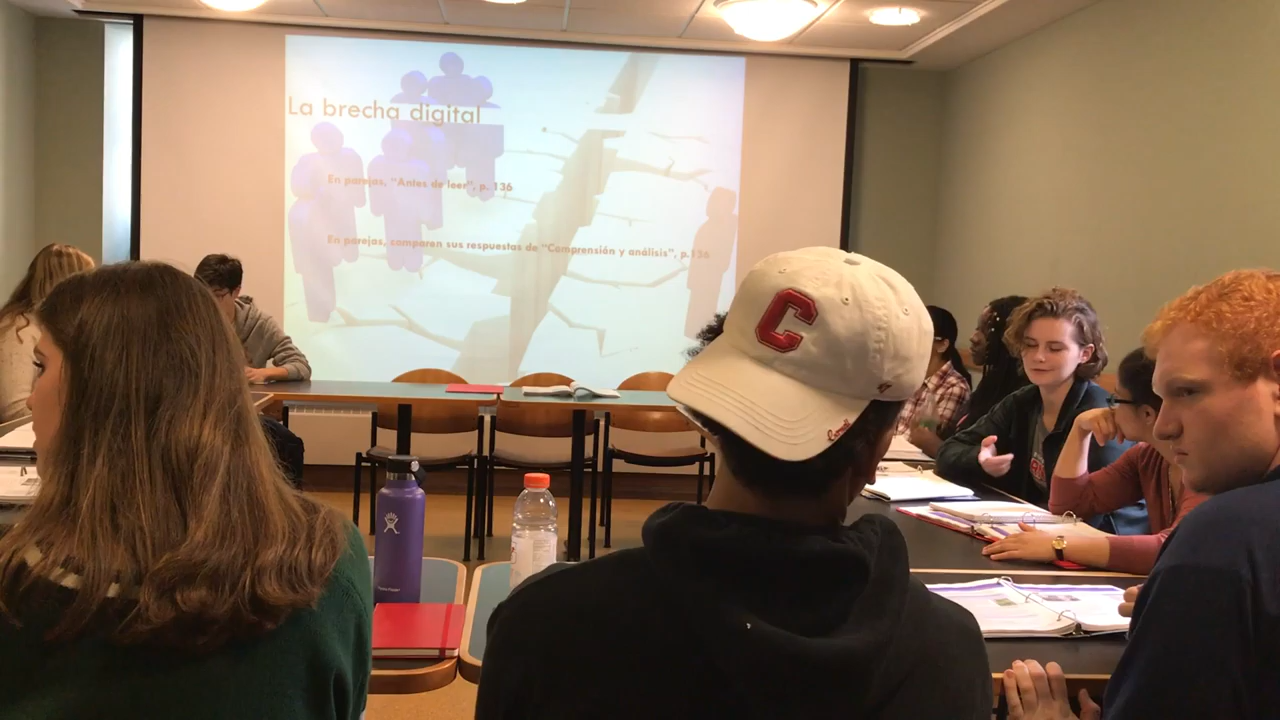 La brecha digital
En parejas, "Antes de leer", p. 136
En parejas, comparen sus respuestas de "Comprensión y análisis", p.136
C